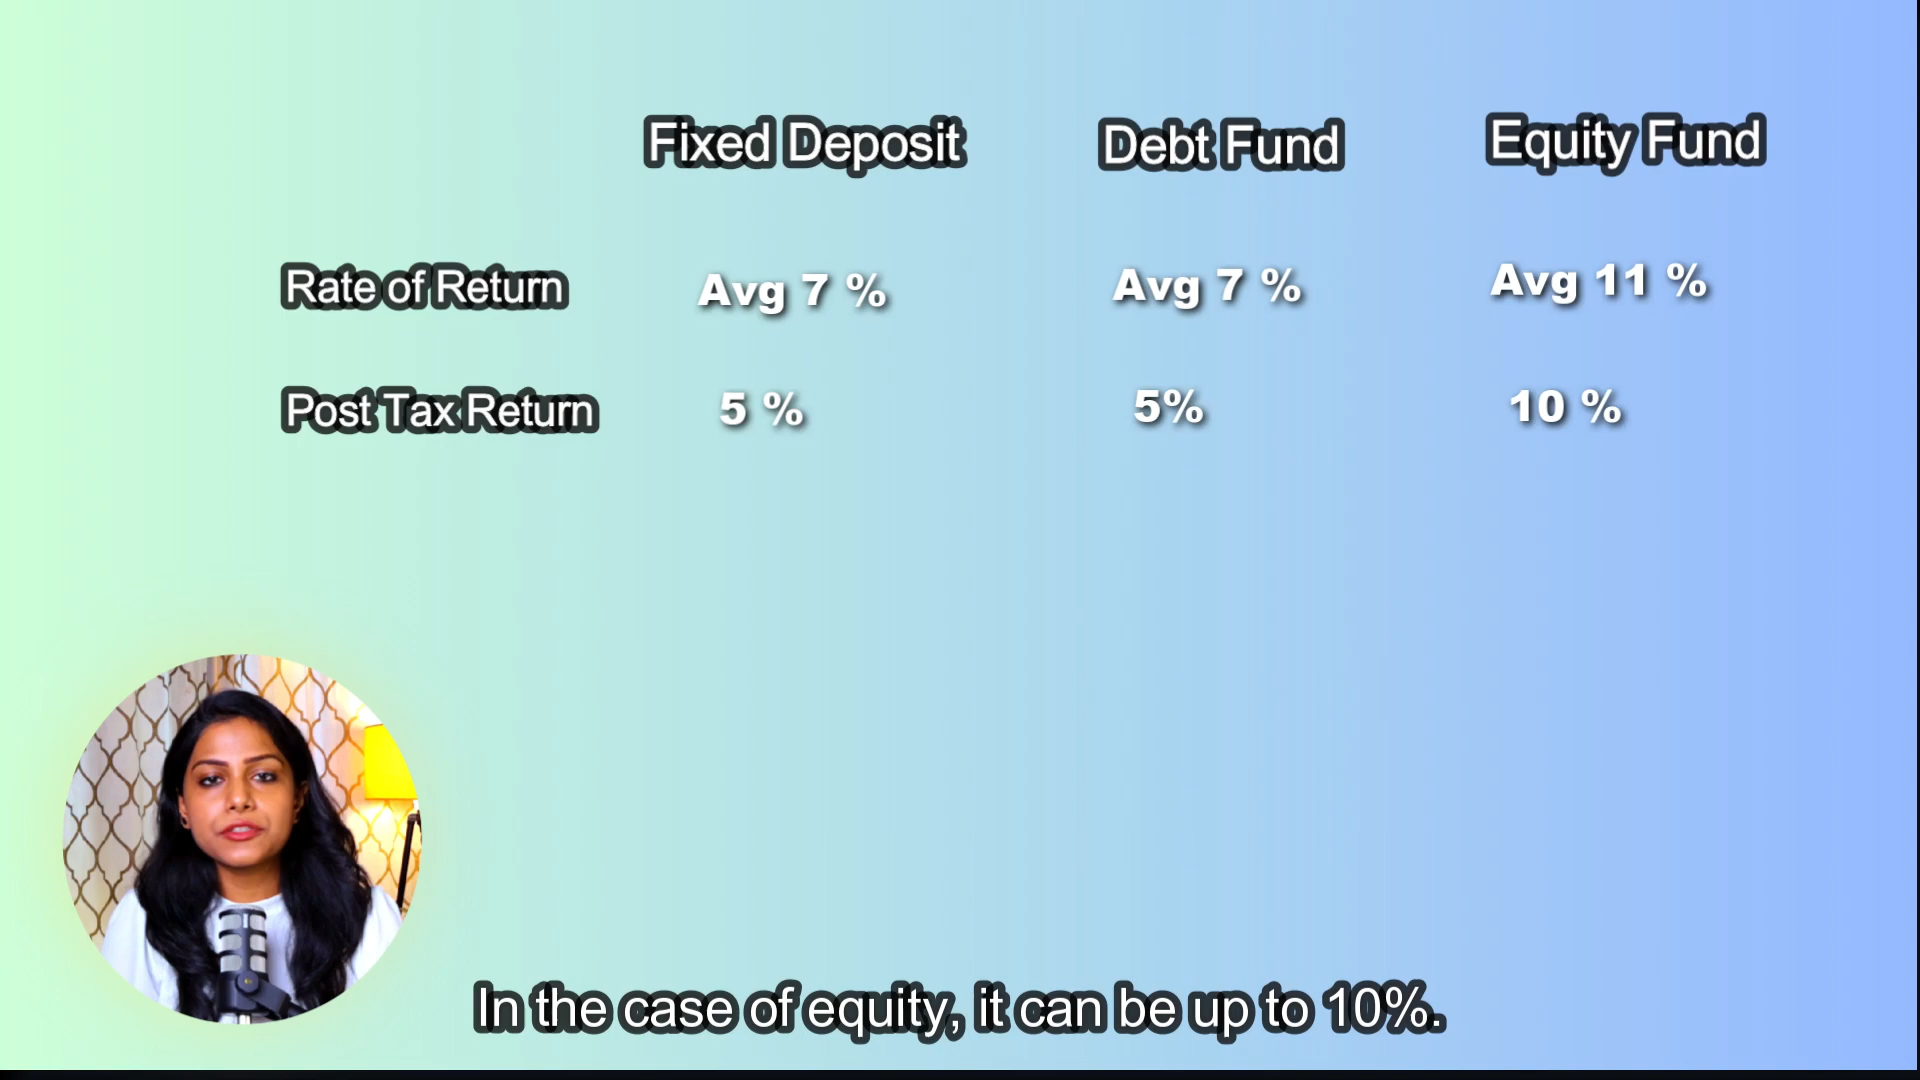 Fixed Deposit Debt Fund Equity Fund
Rate of Return Avg 7 % Avg 7 % Avg 11 %
Post Tax Return 5 % 5% 10 %
In the case of equity, it can be up to 10%.